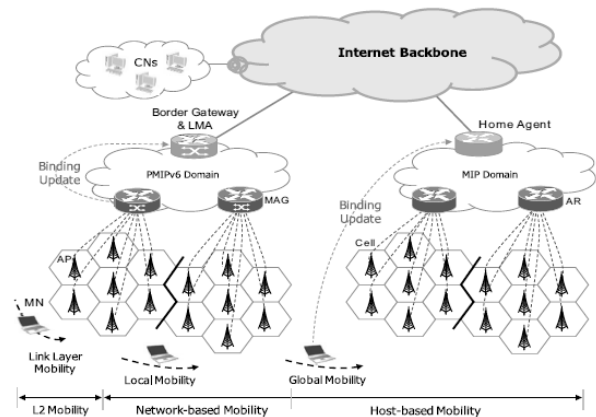 Internet Backbone
CNs
Border Gateway
& LMA
Home Agent
Binding
Update
PMIPv6 Domain
MIP Domain
MAG
Binding
Update
AR
AP
Cell
MN
Link Layer
Mobility
Local Mobility
Global Mobility
L2 Mobility
Network-based Mobility
Host-based Mobility